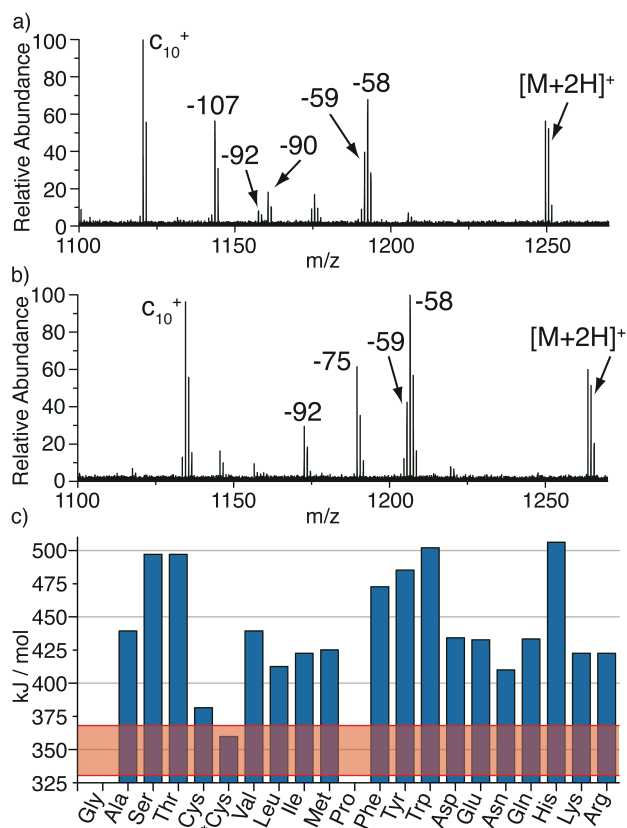 a)
Relative Abundance
100
80
60
40
20
0
c10+
-107
-92
-90
-59
-58
[M+2H]+
1100 1150 1200 1250
m/z
b)
Relative Abundance
100
80
60
40
20
0
c10+
-92
-75
-59
-58
[M+2H]+
1100 1150 1200 1250
m/z
c)
kJ / mol
500
475
450
425
400
375
350
325
Gly Ala Ser Thr Cys *Cys Val Leu Ile Met Pro Phe Tyr Trp Asp Glu Asn Gln His Lys Arg